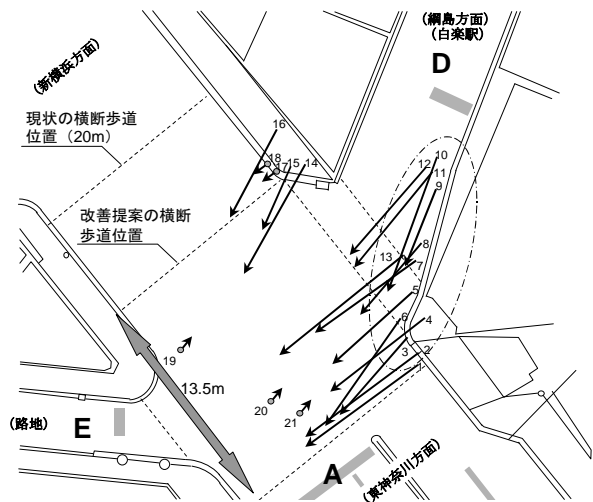 (綱島方面)
(白楽駅)
D
(新横浜方面)
現状の横断歩道
位置（20m）
改善提案の横断
歩道位置
16
18
17
15
14
12
10
11
9
8
13
7
5
6
4
3
2
19
13.5m
20
21
(路地)
E
A
(東神奈川方面)